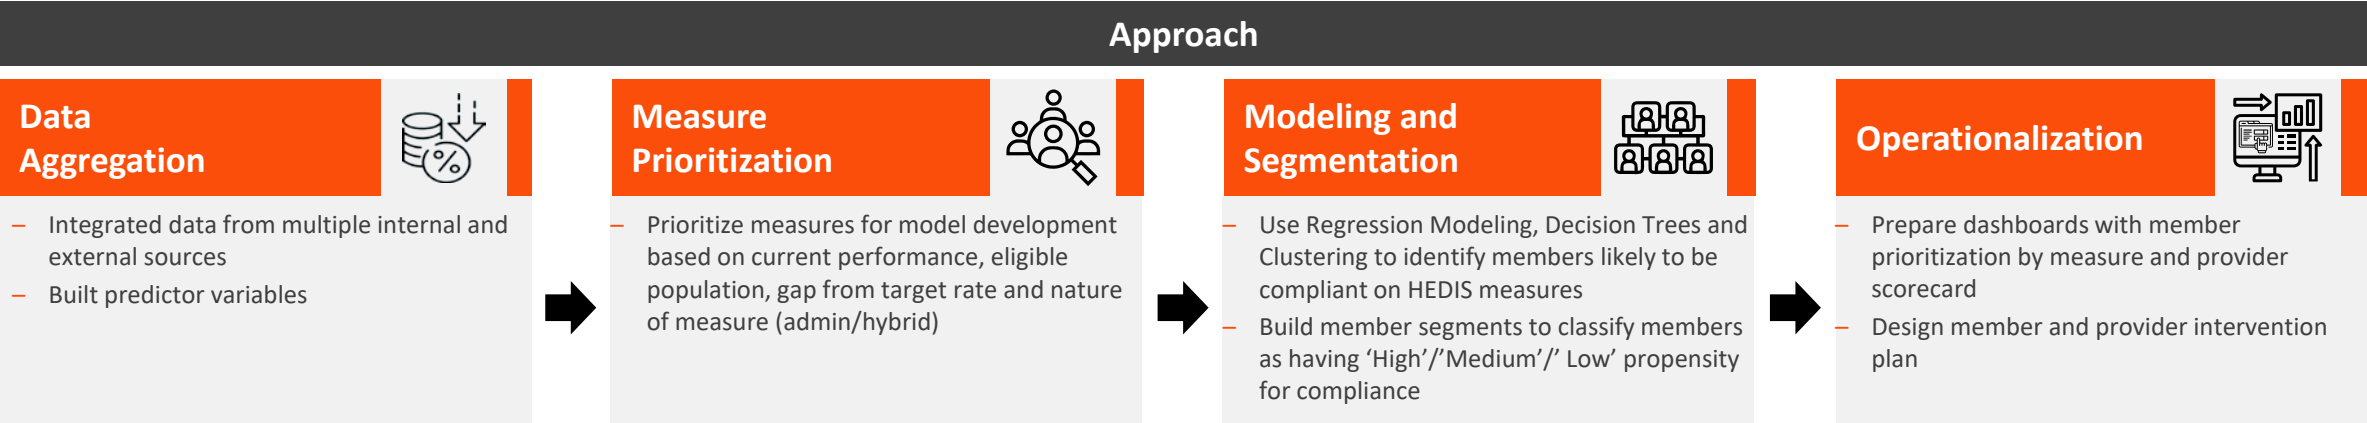 Approach
Data
Aggregation
– Integrated data from multiple internal and
external sources
– Built predictor variables
Measure
Prioritization
– Prioritize measures for model development
based on current performance, eligible
population, gap from target rate and nature
of measure (admin/hybrid)
Modeling and
Segmentation
– Use Regression Modeling, Decision Trees and
Clustering to identify members likely to be
compliant on HEDIS measures
– Build member segments to classify members
as having ‘High’/’Medium’/’ Low’ propensity
for compliance
Operationalization
– Prepare dashboards with member
prioritization by measure and provider
scorecard
– Design member and provider intervention
plan